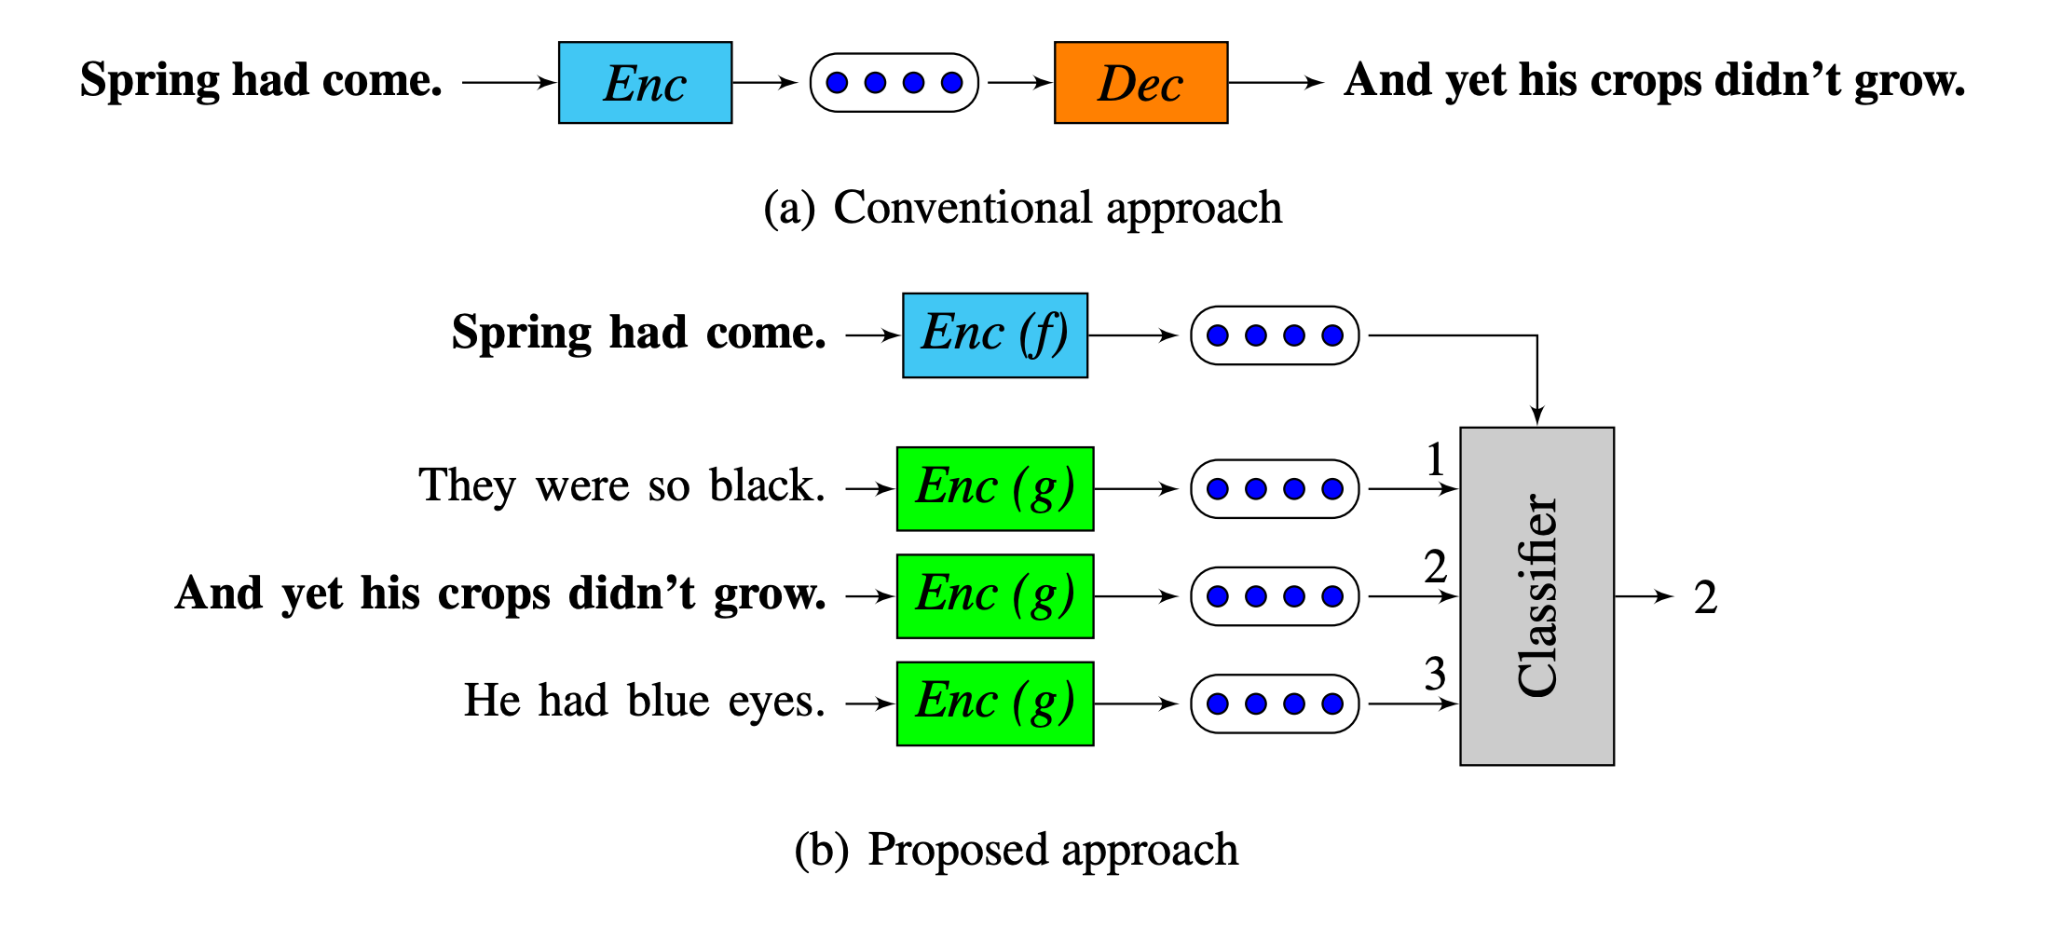 Spring had come. Enc Dec And yet his crops didn't grow.
(a) Conventional approach
Spring had come. Enc (f)
They were so black. Enc (g) 1
And yet his crops didn't grow. Enc (g) 2
He had blue eyes. Enc (g) 3
Classifier
2
(b) Proposed approach